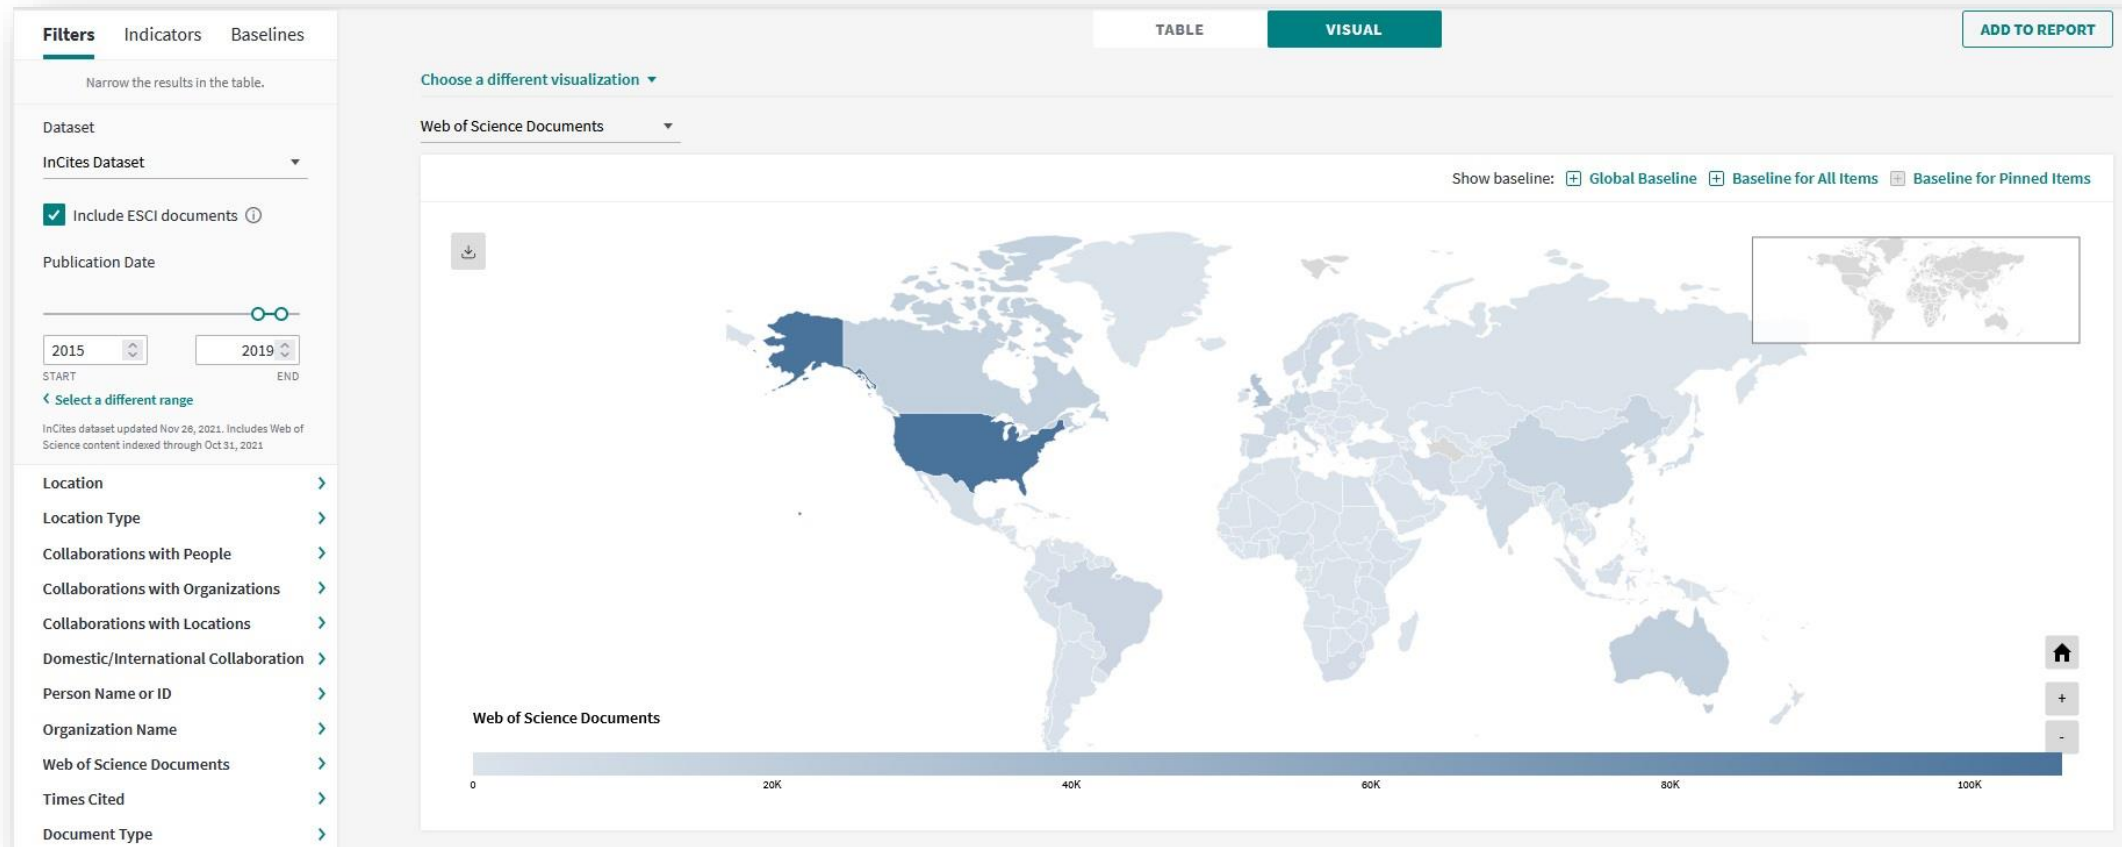 Filters Indicators Baselines
Narrow the results in the table.
Dataset
InCites Dataset
Include ESCI documents
Publication Date
2015 2019
START END
Select a different range
InCites dataset updated Nov 26, 2021. Includes Web of
Science content indexed through Oct 31, 2021
Location
Location Type
Collaborations with People
Collaborations with Organizations
Collaborations with Locations
Domestic/International Collaboration
Person Name or ID
Organization Name
Web of Science Documents
Times Cited
Document Type
TABLE VISUAL
ADD TO REPORT
Choose a different visualization
Web of Science Documents
Show baseline: Global Baseline Baseline for All Items Baseline for Pinned Items
+
-
Web of Science Documents
0 20K 40K 60K 80K 100K